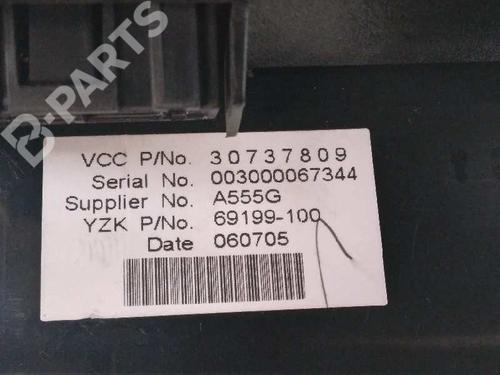 B-PARTS
VCC P/No. 30737809
Serial No. 003000067344
Supplier No. A555G
YZK P/No. 69199-100
Date 060705